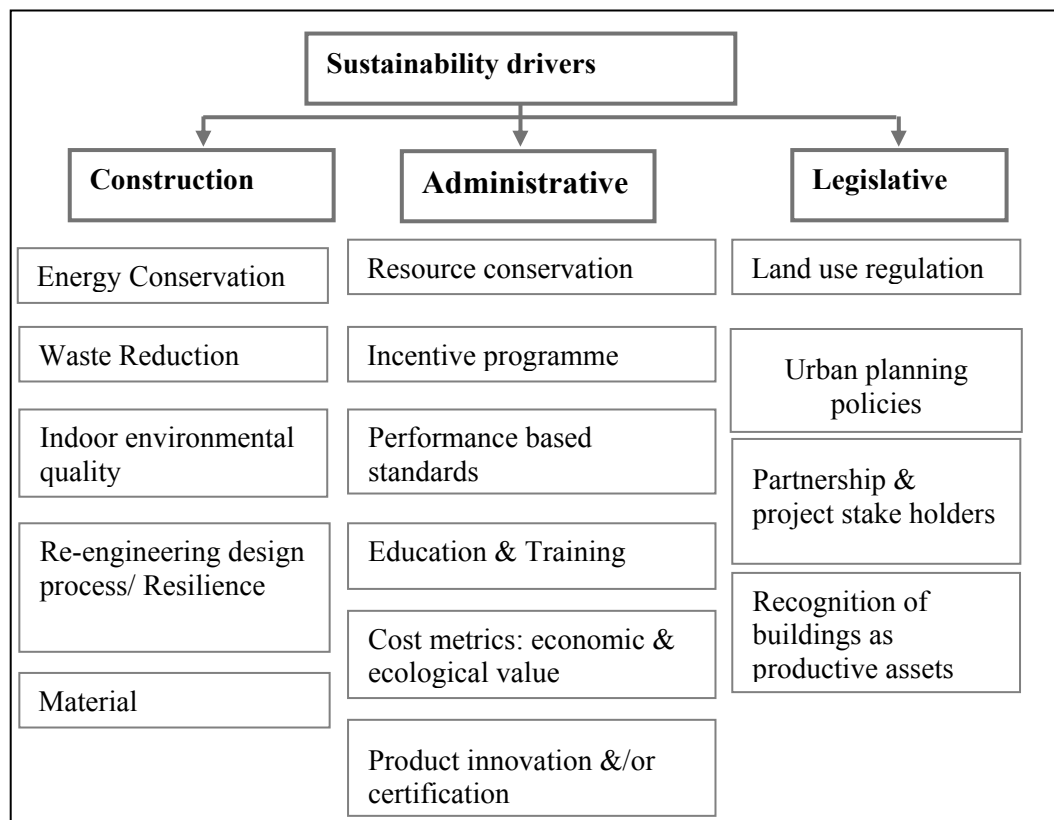 Sustainability drivers
Construction
Administrative
Legislative
Energy Conservation
Waste Reduction
Indoor environmental
quality
Re-engineering design
process/ Resilience
Material
Resource conservation
Incentive programme
Performance based
standards
Education & Training
Cost metrics: economic &
ecological value
Product innovation &/or
certification
Land use regulation
Urban planning
policies
Partnership &
project stake holders
Recognition of
buildings as
productive assets